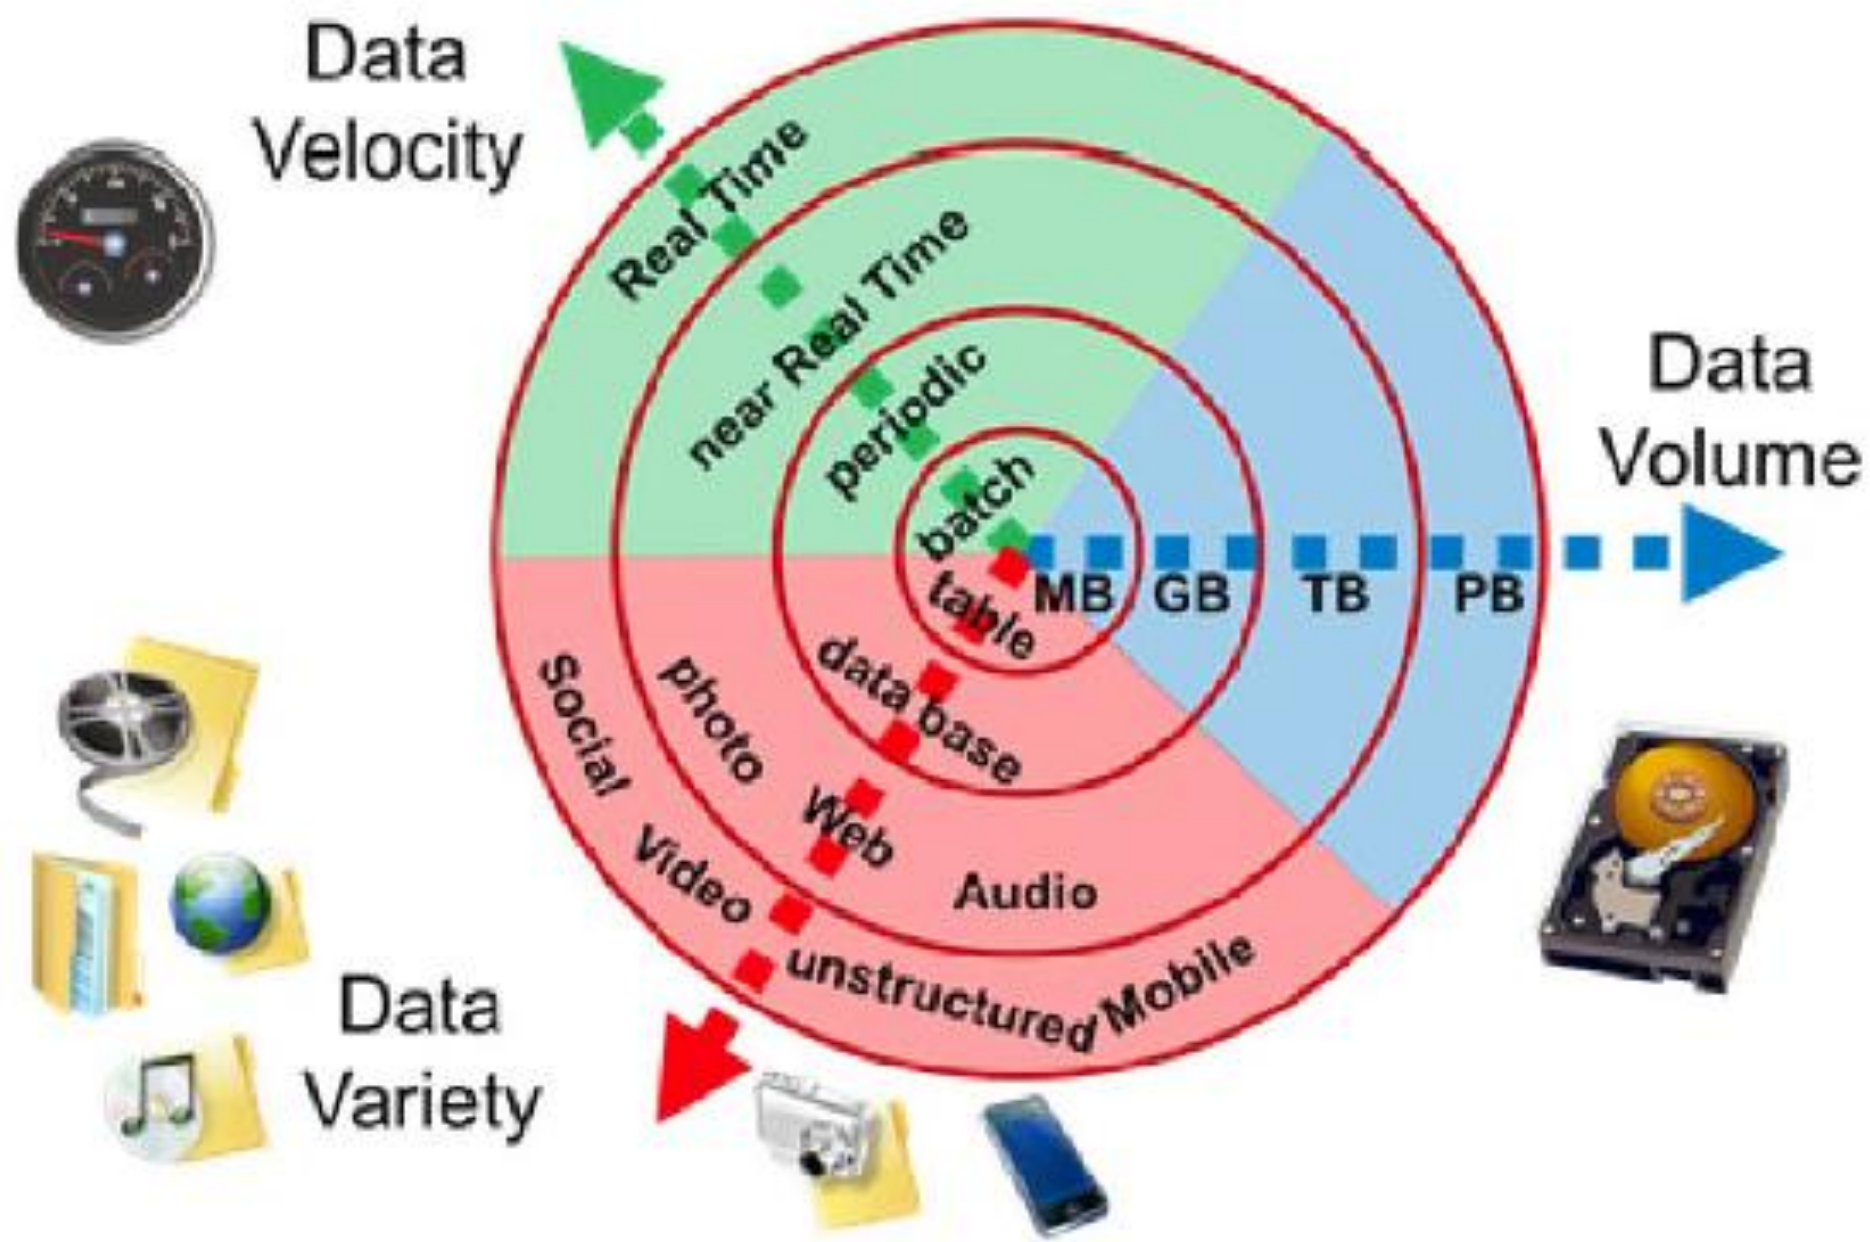 Data
Velocity
Real Time
near Real Time
periodic
batch
Data
Volume
MB GB TB PB
table
data base
photo
Web
Audio
Social
Video
unstructured
Mobile
Data
Variety